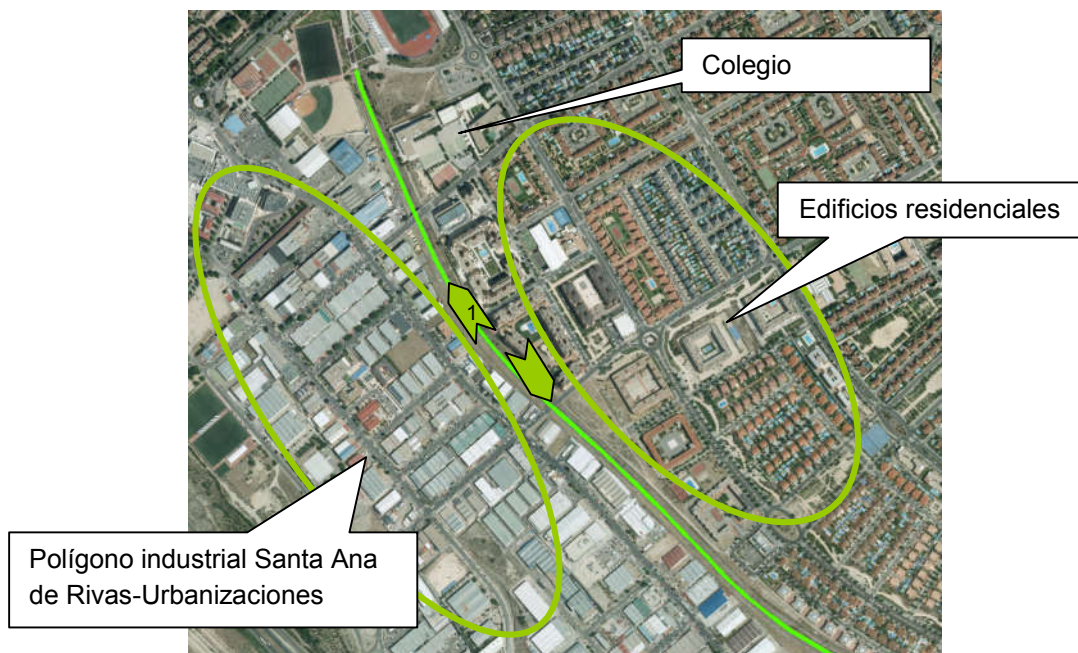 Colegio
Edificios residenciales
1
Polígono industrial Santa Ana
de Rivas-Urbanizaciones